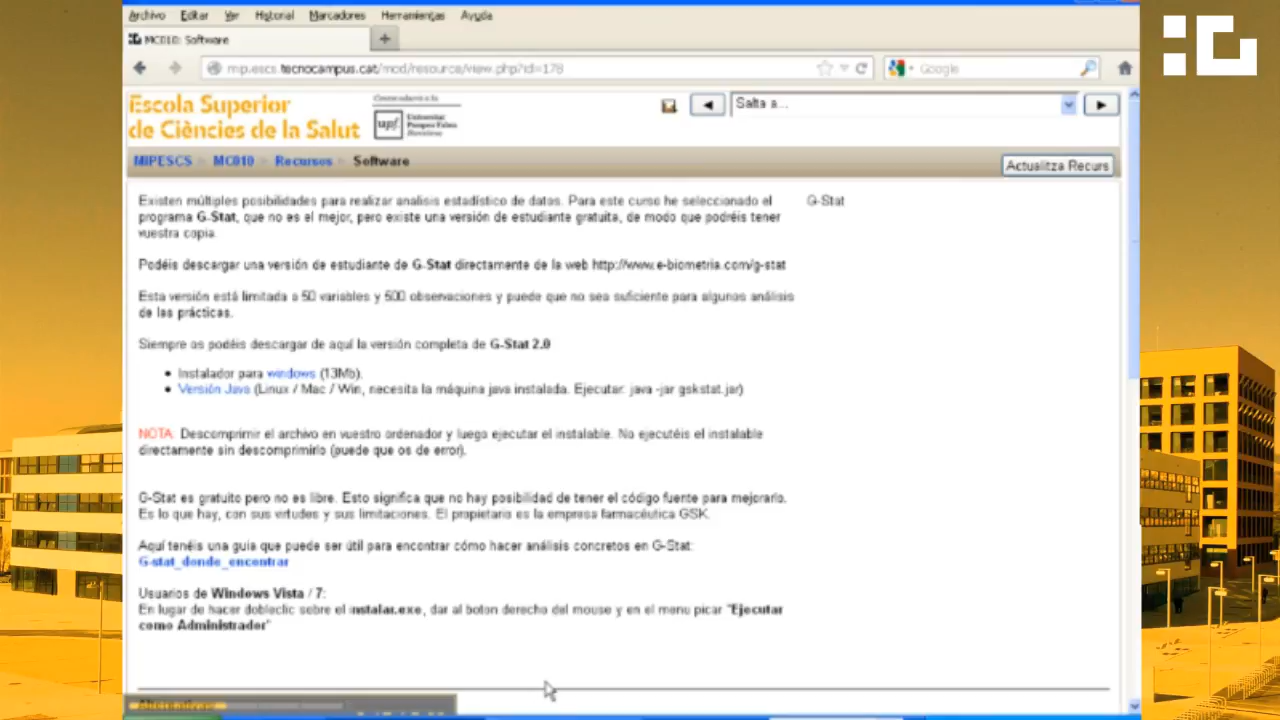 Archivo Editar Ver Historial Marcadores Herramientas Ayuda
MC010: Software
mip.escs.tecnocampus.cat/mod/resource/view.php?id=178
Google
Escola Superior
de Ciències de la Salut
upf.
Universitat
Pompeu Fabra
Barcelona
Salta a...
MIPESCS MC010 Recursos Software
Actualitza Recurs
Existen múltiples posibilidades para realizar analisis estadístico de datos. Para este curso he seleccionado el
programa G-Stat, que no es el mejor, pero existe una versión de estudiante gratuita, de modo que podréis tener
vuestra copia.
G-Stat
Podéis descargar una versión de estudiante de G-Stat directamente de la web http://www.e-biometria.com/g-stat
Esta versión está limitada a 50 variables y 500 observaciones y puede que no sea suficiente para algunos análisis
de las prácticas.
Siempre os podéis descargar de aquí la versión completa de G-Stat 2.0
• Instalador para windows (13Mb).
• Versión Java (Linux / Mac / Win, necesita la máquina java instalada. Ejecutar: java -jar gskstat.jar)
NOTA: Descomprimir el archivo en vuestro ordenador y luego ejecutar el instalable. No ejecutéis el instalable
directamente sin descomprimirlo (puede que os de error).
G-Stat es gratuito pero no es libre. Esto significa que no hay posibilidad de tener el código fuente para mejorarlo.
Es lo que hay, con sus virtudes y sus limitaciones. El propietario es la empresa farmacéutica GSK.
Aquí tenéis una guia que puede ser útil para encontrar cómo hacer análisis concretos en G-Stat:
G-stat_donde_encontrar
Usuarios de Windows Vista / 7:
En lugar de hacer dobleclic sobre el instalar.exe, dar al boton derecho del mouse y en el menu picar "Ejecutar
como Administrador"
Alternativas